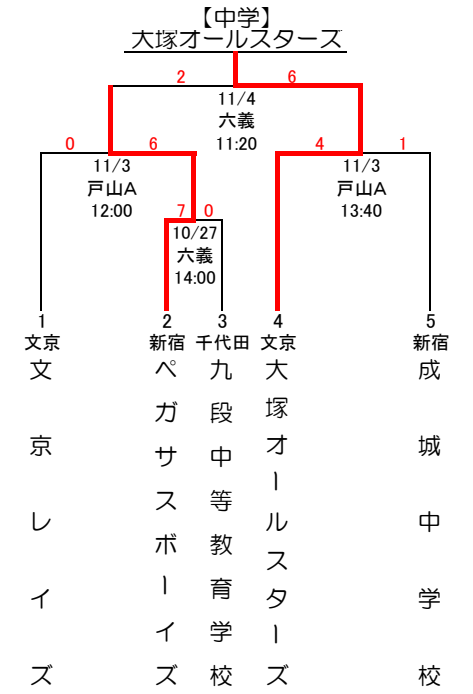 【中学】
大塚オールスターズ
2 6
11/4
六義
11:20
0 6 4 1
11/3
戸山A
12:00
11/3
戸山A
13:40
7 0
10/27
六義
14:00
1 2 3 4 5
文京 新宿 千代田 文京 新宿
文京レイズ
ペガサスボーイズ
九段中等教育学校
大塚オールスターズ
成城中学校